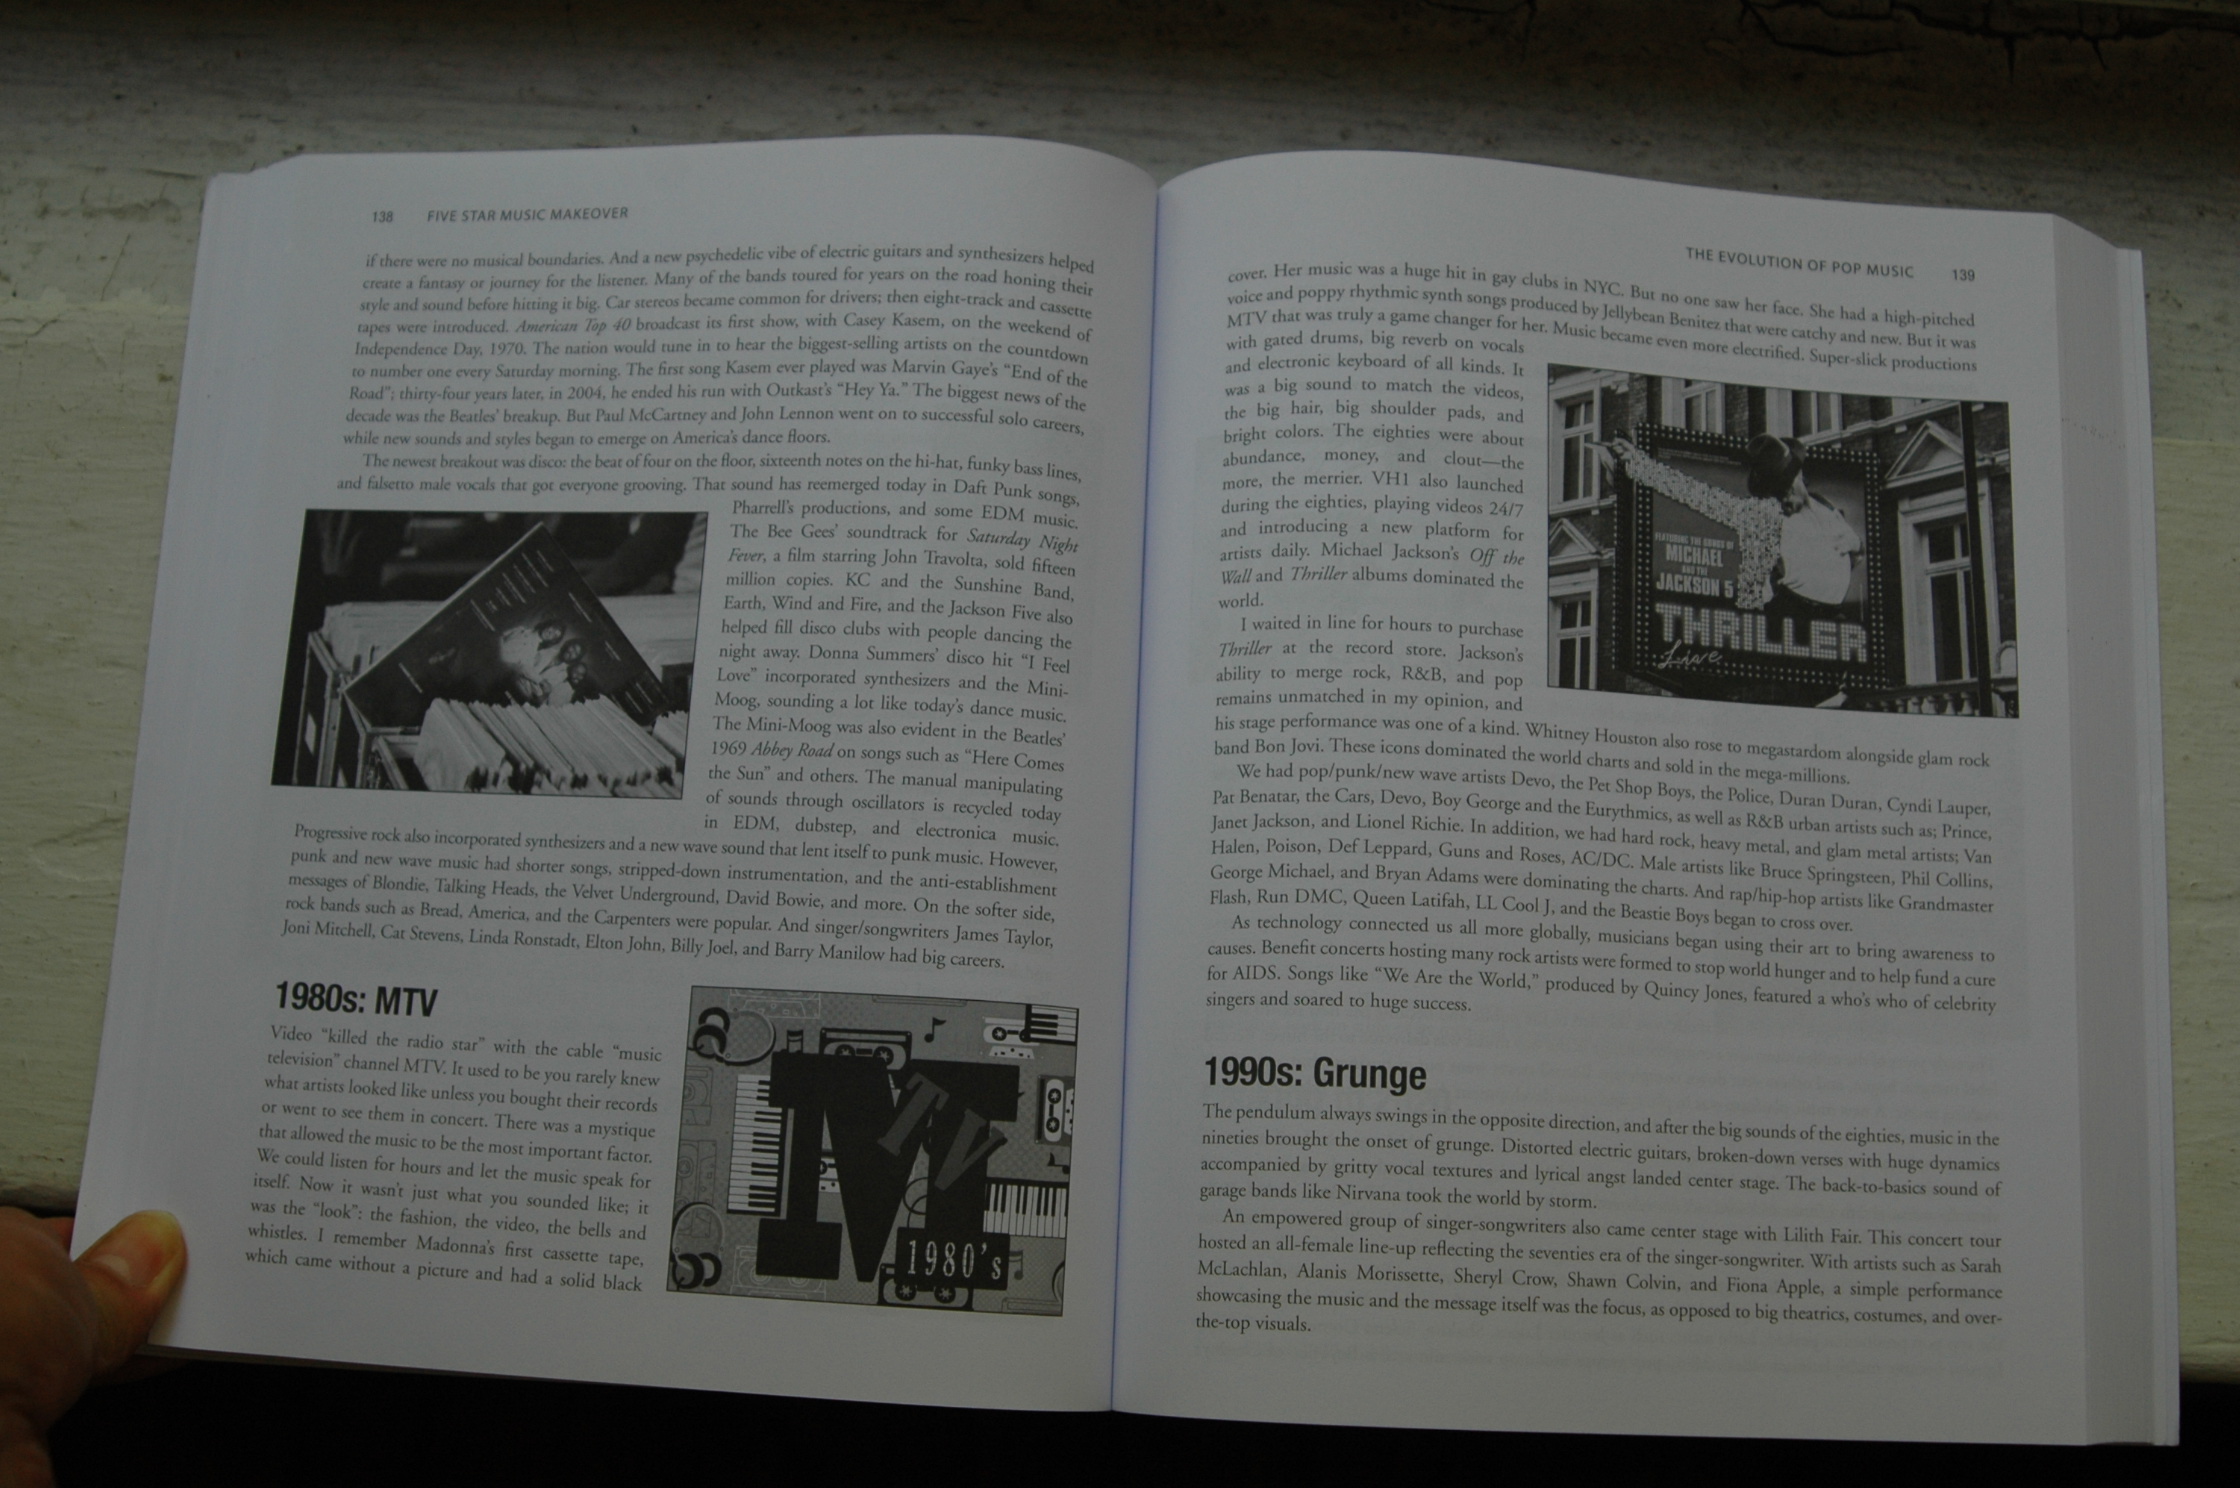 138 FIVE STAR MUSIC MAKEOVER
if there were no musical boundaries. And a new psychedelic vibe of electric guitars and synthesizers helped
create a fantasy or journey for the listener. Many of the bands toured for years on the road honing their
style and sound before hitting it big. Car stereos became common for drivers; then eight-track and cassette
tapes were introduced. American Top 40 broadcast its first show, with Casey Kasem, on the weekend of
Independence Day, 1970. The nation would tune in to hear the biggest-selling artists on the countdown
to number one every Saturday morning. The first song Kasem ever played was Marvin Gaye's “End of the
Road”; thirty-four years later, in 2004, he ended his run with Outkast's “Hey Ya.” The biggest news of the
decade was the Beatles' breakup. But Paul McCartney and John Lennon went on to successful solo careers,
while new sounds and styles began to emerge on America's dance floors.
The newest breakout was disco: the beat of four on the floor, sixteenth notes on the hi-hat, funky bass lines,
and falsetto male vocals that got everyone grooving. That sound has reemerged today in Daft Punk songs,
Pharrell's productions, and some EDM music.
The Bee Gees' soundtrack for Saturday Night
Fever, a film starring John Travolta, sold fifteen
million copies. KC and the Sunshine Band,
Earth, Wind and Fire, and the Jackson Five also
helped fill disco clubs with people dancing the
night away. Donna Summers' disco hit “I Feel
Love” incorporated synthesizers and the Mini-
Moog, sounding a lot like today's dance music.
The Mini-Moog was also evident in the Beatles'
1969 Abbey Road on songs such as “Here Comes
the Sun” and others. The manual manipulating
of sounds through oscillators is recycled today
in EDM, dubstep, and electronica music.
Progressive rock also incorporated synthesizers and a new wave sound that lent itself to punk music. However,
punk and new wave music had shorter songs, stripped-down instrumentation, and the anti-establishment
messages of Blondie, Talking Heads, the Velvet Underground, David Bowie, and more. On the softer side,
rock bands such as Bread, America, and the Carpenters were popular. And singer/songwriters James Taylor,
Joni Mitchell, Cat Stevens, Linda Ronstadt, Elton John, Billy Joel, and Barry Manilow had big careers.
1980s: MTV
Video “killed the radio star” with the cable “music
television” channel MTV. It used to be you rarely knew
what artists looked like unless you bought their records
or went to see them in concert. There was a mystique
that allowed the music to be the most important factor.
We could listen for hours and let the music speak for
itself. Now it wasn't just what you sounded like; it
was the “look”: the fashion, the video, the bells and
whistles. I remember Madonna's first cassette tape,
which came without a picture and had a solid black
MTV
1980's
THE EVOLUTION OF POP MUSIC 139
cover. Her music was a huge hit in gay clubs in NYC. But no one saw her face. She had a high-pitched
voice and poppy rhythmic synth songs produced by Jellybean Benitez that were catchy and new. But it was
MTV that was truly a game changer for her. Music became even more electrified. Super-slick productions
with gated drums, big reverb on vocals
and electronic keyboard of all kinds. It
was a big sound to match the videos,
the big hair, big shoulder pads, and
bright colors. The eighties were about
abundance, money, and clout—the
more, the merrier. VH1 also launched
during the eighties, playing videos 24/7
and introducing a new platform for
artists daily. Michael Jackson's Off the
Wall and Thriller albums dominated the
world.
I waited in line for hours to purchase
Thriller at the record store. Jackson's
ability to merge rock, R&B, and pop
remains unmatched in my opinion, and
his stage performance was one of a kind. Whitney Houston also rose to megastardom alongside glam rock
band Bon Jovi. These icons dominated the world charts and sold in the mega-millions.
We had pop/punk/new wave artists Devo, the Pet Shop Boys, the Police, Duran Duran, Cyndi Lauper,
Pat Benatar, the Cars, Devo, Boy George and the Eurythmics, as well as R&B urban artists such as; Prince,
Janet Jackson, and Lionel Richie. In addition, we had hard rock, heavy metal, and glam metal artists; Van
Halen, Poison, Def Leppard, Guns and Roses, AC/DC. Male artists like Bruce Springsteen, Phil Collins,
George Michael, and Bryan Adams were dominating the charts. And rap/hip-hop artists like Grandmaster
Flash, Run DMC, Queen Latifah, LL Cool J, and the Beastie Boys began to cross over.
As technology connected us all more globally, musicians began using their art to bring awareness to
causes. Benefit concerts hosting many rock artists were formed to stop world hunger and to help fund a cure
for AIDS. Songs like “We Are the World,” produced by Quincy Jones, featured a who's who of celebrity
singers and soared to huge success.
FEATURING THE SONGS OF
MICHAEL
AND THE
JACKSON 5
THRILLER
Live
1990s: Grunge
The pendulum always swings in the opposite direction, and after the big sounds of the eighties, music in the
nineties brought the onset of grunge. Distorted electric guitars, broken-down verses with huge dynamics
accompanied by gritty vocal textures and lyrical angst landed center stage. The back-to-basics sound of
garage bands like Nirvana took the world by storm.
An empowered group of singer-songwriters also came center stage with Lilith Fair. This concert tour
hosted an all-female line-up reflecting the seventies era of the singer-songwriter. With artists such as Sarah
McLachlan, Alanis Morissette, Sheryl Crow, Shawn Colvin, and Fiona Apple, a simple performance
showcasing the music and the message itself was the focus, as opposed to big theatrics, costumes, and over-
the-top visuals.